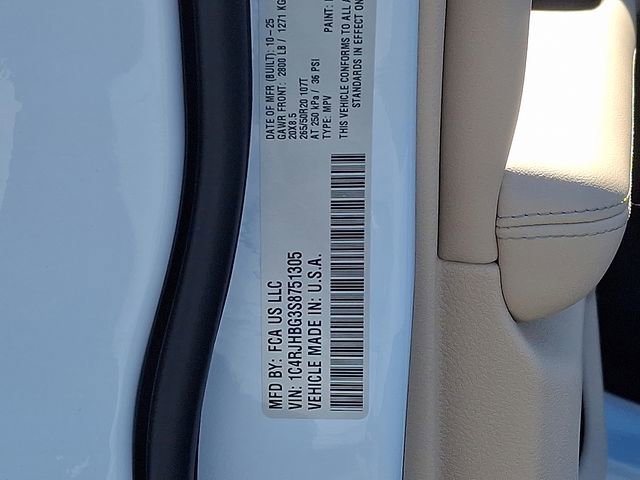 MFD BY: FCA US LLC
DATE OF MFR (BUILT): 10-25
GAWR FRONT: 2800 LB / 1271 KG
20X8.5
265/50R20 107T
AT 250 kPa / 36 PSI
TYPE: MPV
PAINT:
THIS VEHICLE CONFORMS TO ALL
STANDARDS IN EFFECT ON
VIN: 1C4RJHBG3S8751305
VEHICLE MADE IN: U.S.A.